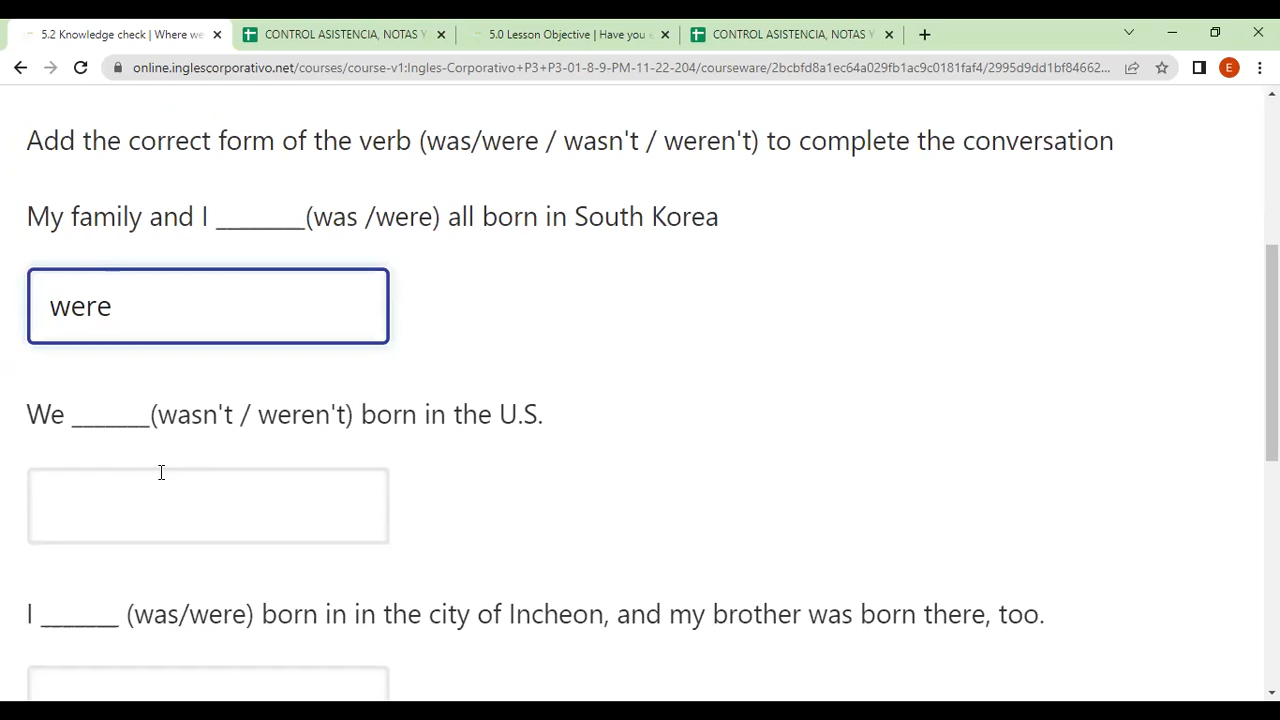 5.2 Knowledge check | Where we
CONTROL ASISTENCIA, NOTAS Y
5.0 Lesson Objective | Have you e
CONTROL ASISTENCIA, NOTAS Y
online.inglescorporativo.net/courses/course-v1:Ingles-Corporativo+P3+P3-01-8-9-PM-11-22-204/courseware/2bcbfd8a1ec64a029fb1ac9c0181faf4/2995d9dd1bf84662...
E
Add the correct form of the verb (was/were / wasn't / weren't) to complete the conversation
My family and I ________(was /were) all born in South Korea
were
We _______(wasn't / weren't) born in the U.S.
I _______ (was/were) born in in the city of Incheon, and my brother was born there, too.